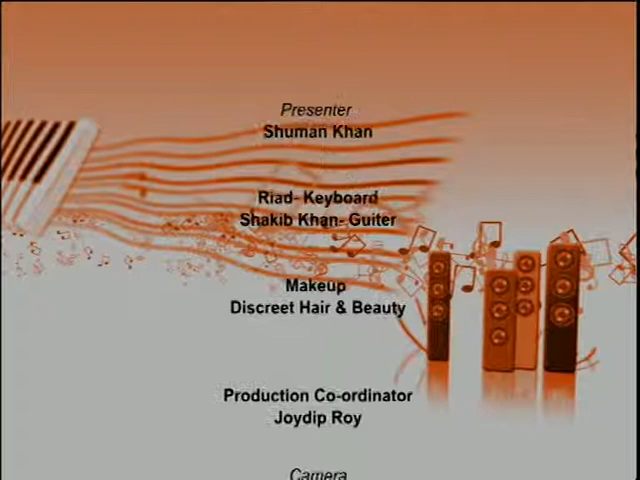 Presenter
Shuman Khan
Riad- Keyboard
Shakib Khan- Guiter
Makeup
Discreet Hair & Beauty
Production Co-ordinator
Joydip Roy
Camera